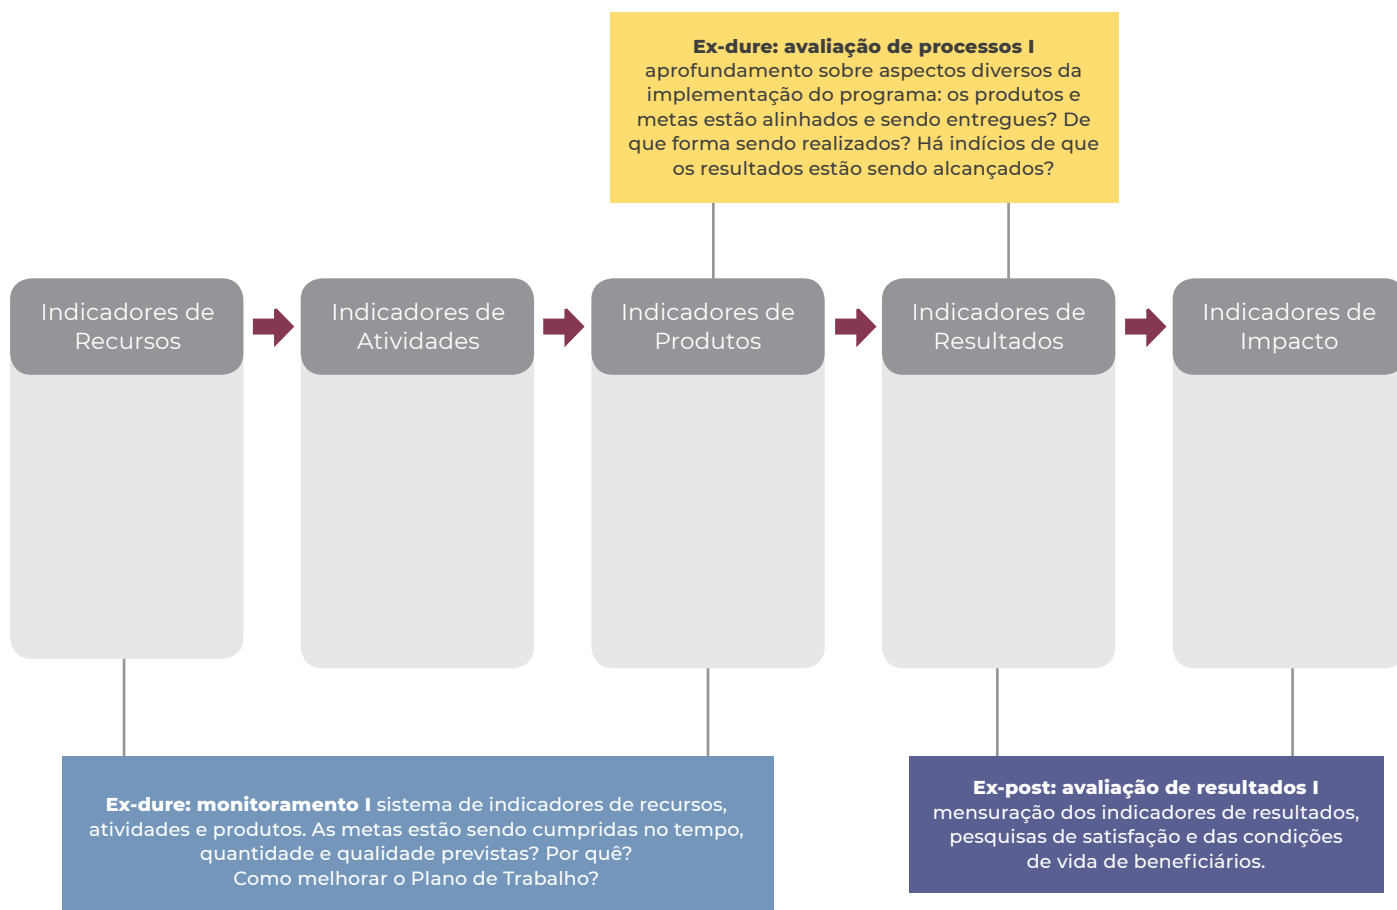 Ex-dure: avaliação de processos I
aprofundamento sobre aspectos diversos da
implementação do programa: os produtos e
metas estão alinhados e sendo entregues? De
que forma sendo realizados? Há indícios de que
os resultados estão sendo alcançados?
Indicadores de
Recursos
Indicadores de
Atividades
Indicadores de
Produtos
Indicadores de
Resultados
Indicadores de
Impacto
Ex-dure: monitoramento I sistema de indicadores de recursos,
atividades e produtos. As metas estão sendo cumpridas no tempo,
quantidade e qualidade previstas? Por quê?
Como melhorar o Plano de Trabalho?
Ex-post: avaliação de resultados I
mensuração dos indicadores de resultados,
pesquisas de satisfação e das condições
de vida de beneficiários.